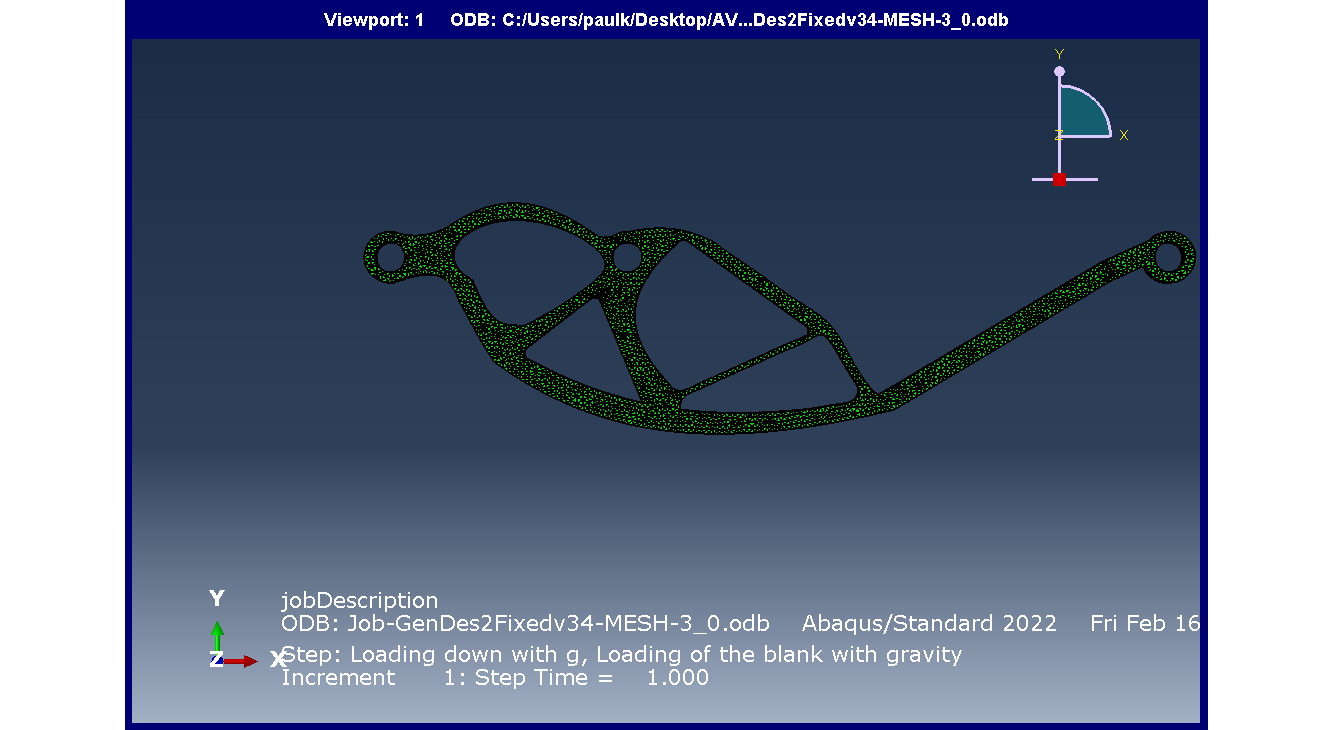 Viewport: 1 ODB: C:/Users/paulk/Desktop/AV...Des2Fixedv34-MESH-3_0.odb
Y
Z X
Y
Z X
jobDescription
ODB: Job-GenDes2Fixedv34-MESH-3_0.odb Abaqus/Standard 2022 Fri Feb 16
Step: Loading down with g, Loading of the blank with gravity
Increment 1: Step Time = 1.000